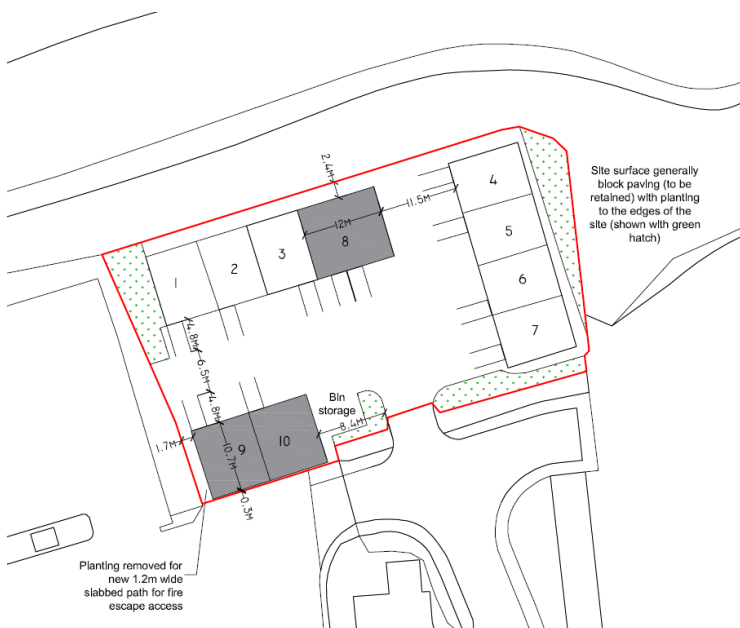 2.4M
4
11.5M
Site surface generally
block paving (to be
retained) with planting
to the edges of the
site (shown with green
hatch)
12M
5
3
8
2
1
6
4.8M
7
6.5M
4.8M
Bin
storage
8.4M
1.7M
10
9
10.7M
0.3M
Planting removed for
new 1.2m wide
slabbed path for fire
escape access